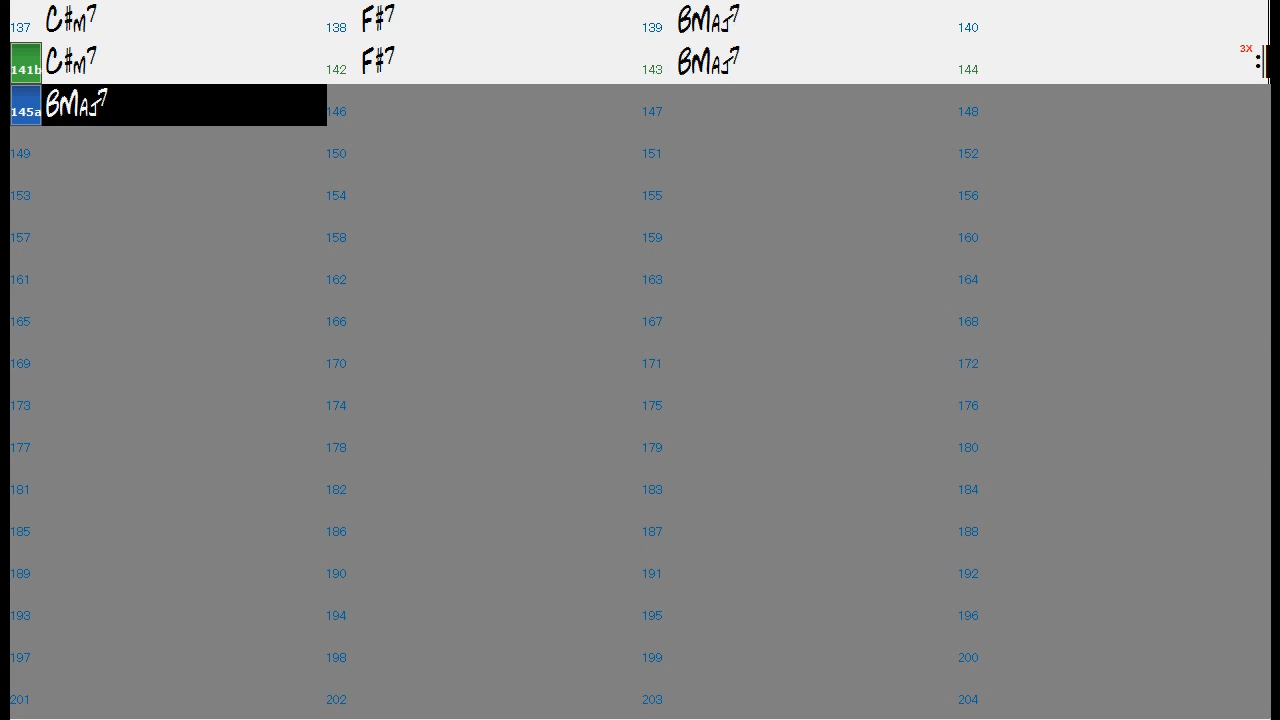 137 C#m7 138 F#7 139 BMaj7 140
141b C#m7 142 F#7 143 BMaj7 144 3X
145a BMaj7 146 147 148
149 150 151 152
153 154 155 156
157 158 159 160
161 162 163 164
165 166 167 168
169 170 171 172
173 174 175 176
177 178 179 180
181 182 183 184
185 186 187 188
189 190 191 192
193 194 195 196
197 198 199 200
201 202 203 204